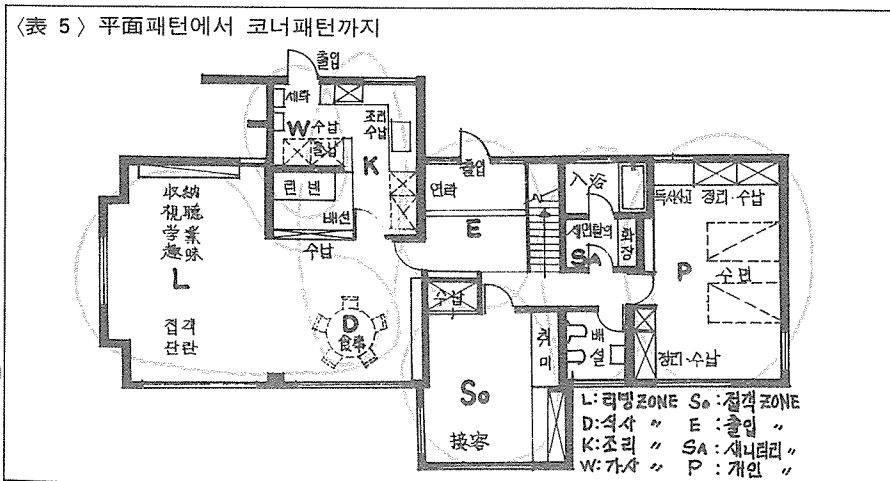 〈表 5〉 平面패턴에서 코너패턴까지
출입
세탁
W 수납
출납
조리
수납
K
린넨
배선
수납
收納
視聽
学業
趣味
L
접객
단란
D
食事
출입
연락
E
入浴
세면탈의
화장
SA
독서사고 정리·수납
P
수면
정리·수납
수납
취미
배설
So
接客
L: 리빙 ZONE So: 접객 ZONE
D: 식사 〃 E : 출입 〃
K: 조리 〃 SA: 새니터리 〃
W: 가사 〃 P : 개인 〃